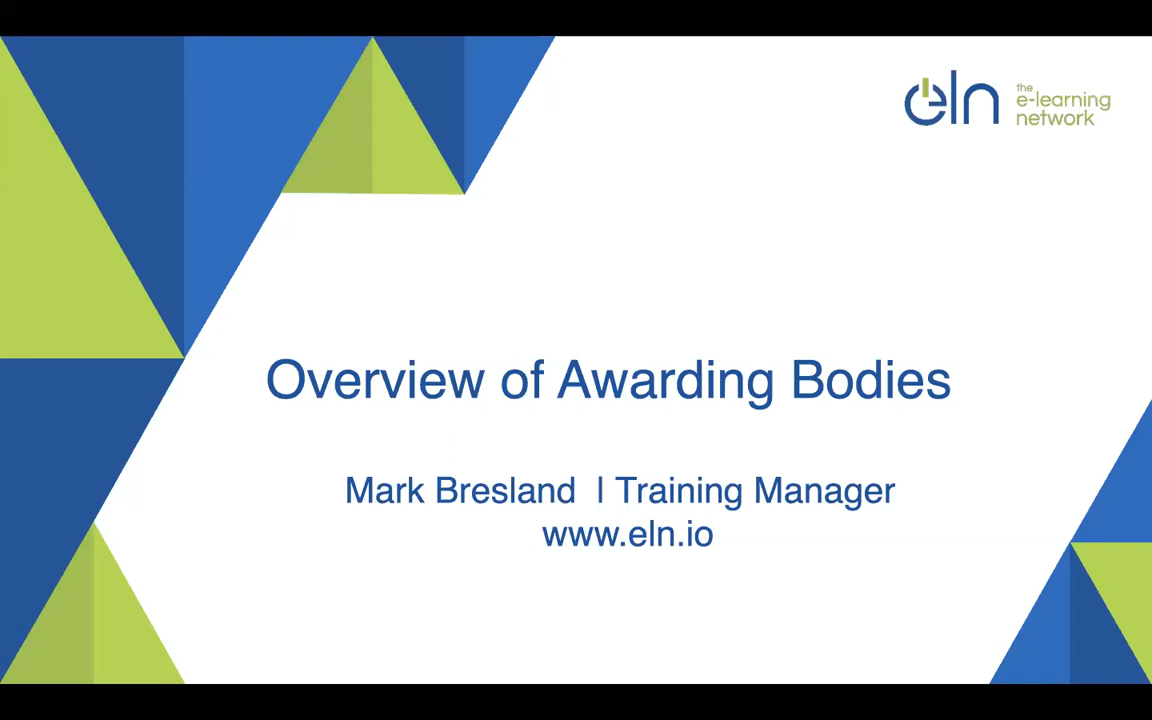 eln
the
e-learning
network
Overview of Awarding Bodies
Mark Bresland | Training Manager
www.eln.io